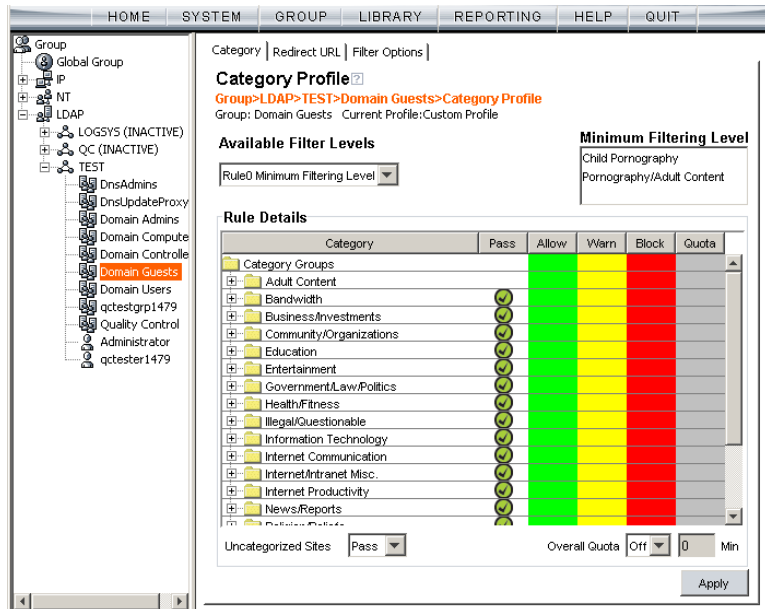 HOME SYSTEM GROUP LIBRARY REPORTING HELP QUIT
Group
Global Group
IP
NT
LDAP
LOGSYS (INACTIVE)
QC (INACTIVE)
TEST
DnsAdmins
DnsUpdateProxy
Domain Admins
Domain Compute
Domain Controlle
Domain Guests
Domain Users
qctestgrp1479
Quality Control
Administrator
qctester1479
Category Redirect URL Filter Options
Category Profile
Group>LDAP>TEST>Domain Guests>Category Profile
Group: Domain Guests Current Profile:Custom Profile
Available Filter Levels
Rule0 Minimum Filtering Level
Minimum Filtering Level
Child Pornography
Pornography/Adult Content
Rule Details
Category Pass Allow Warn Block Quota
Category Groups
Adult Content
Bandwidth
Business/Investments
Community/Organizations
Education
Entertainment
Government/Law/Politics
Health/Fitness
Illegal/Questionable
Information Technology
Internet Communication
Internet/Intranet Misc.
Internet Productivity
News/Reports
Uncategorized Sites Pass Overall Quota Off 0 Min
Apply